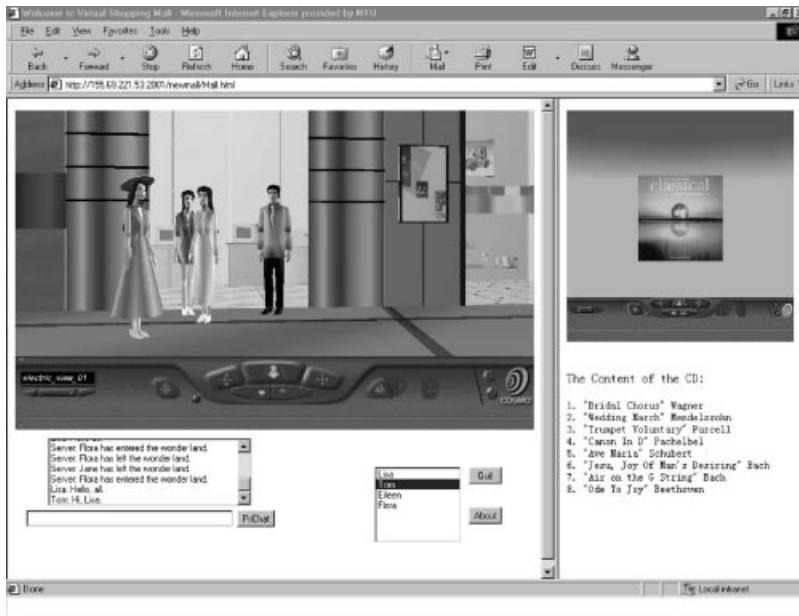 Welcome to Virtual Shopping Mall - Microsoft Internet Explorer provided by NTU
File Edit View Favorites Tools Help
Back Forward Stop Refresh Home Search Favorites History Mail Print Edit Discuss Messenger
Address http://155.69.221.53:2001/newmall/Mall.html Go Links
classical
electric_view_01
COSMO
The Content of the CD:
1. "Bridal Chorus" Wagner
2. "Wedding March" Mendelssohn
3. "Trumpet Voluntary" Purcell
4. "Canon In D" Pachelbel
5. "Ave Maria" Schubert
6. "Jesu, Joy Of Man's Desiring" Bach
7. "Air on the G String" Bach
8. "Ode To Joy" Beethoven
Server: Flora has entered the wonder land.
Server: Flora has left the wonder land.
Server: Jane has left the wonder land.
Server: Flora has entered the wonder land.
Lisa: Hello, all.
Tom: Hi, Lisa.
PriChat
Lisa
Tom
Eileen
Flora
Quit
About
Done
Local intranet